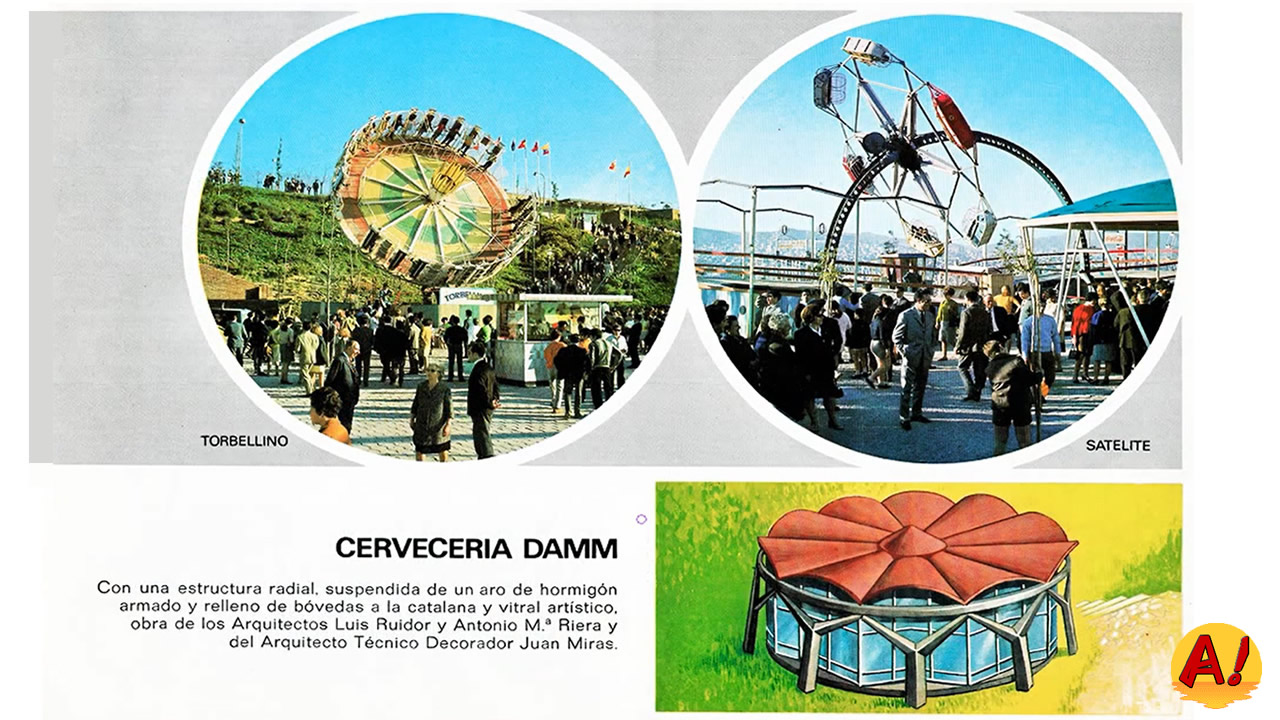 TORBELLINO
TORBELLINO
SATELITE
CERVECERIA DAMM
Con una estructura radial, suspendida de un aro de hormigón
armado y relleno de bóvedas a la catalana y vitral artístico,
obra de los Arquitectos Luis Ruidor y Antonio M.ª Riera y
del Arquitecto Técnico Decorador Juan Miras.
A!